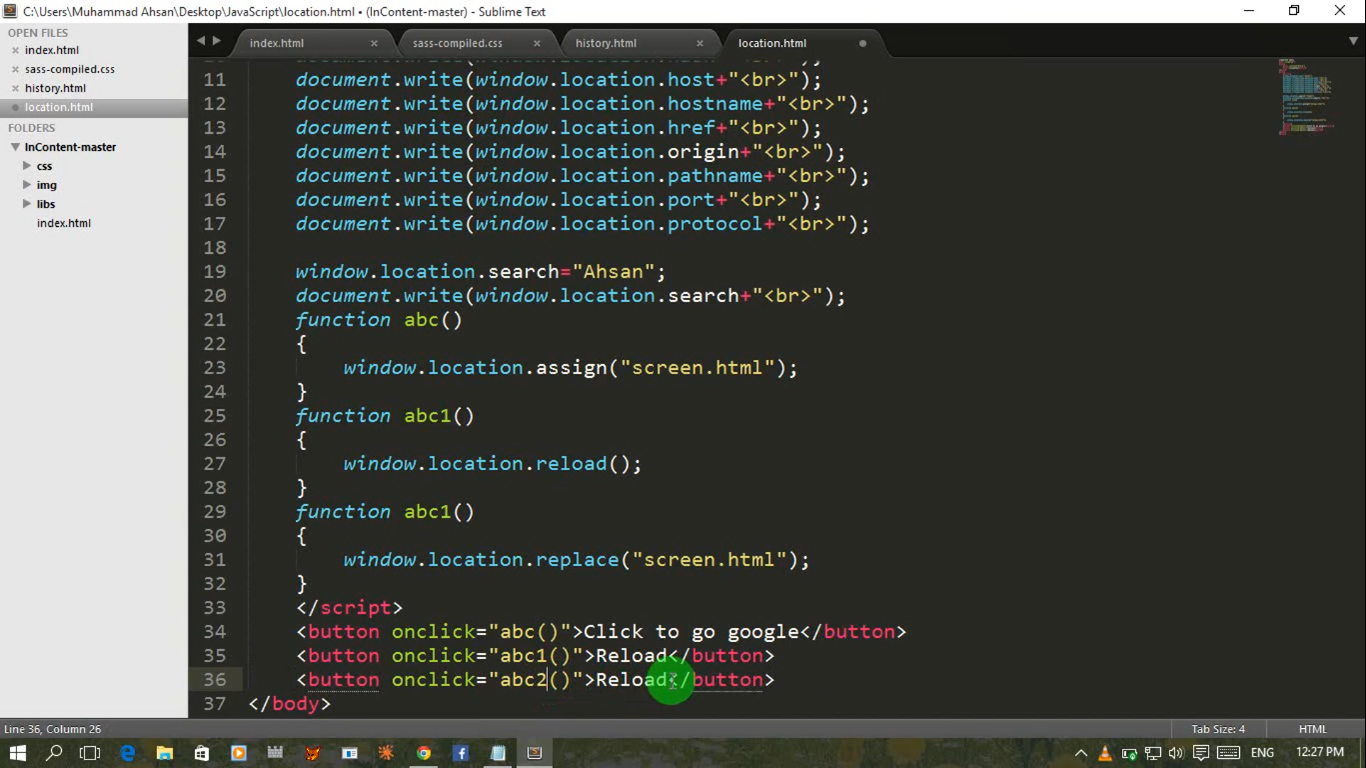 C:\Users\Muhammad Ahsan\Desktop\JavaScript\location.html • (InContent-master) - Sublime Text
OPEN FILES
index.html
sass-compiled.css
history.html
location.html
FOLDERS
InContent-master
css
img
libs
index.html
index.html
sass-compiled.css
history.html
location.html
11 document.write(window.location.host+"<br>");
12 document.write(window.location.hostname+"<br>");
13 document.write(window.location.href+"<br>");
14 document.write(window.location.origin+"<br>");
15 document.write(window.location.pathname+"<br>");
16 document.write(window.location.port+"<br>");
17 document.write(window.location.protocol+"<br>");
18
19 window.location.search="Ahsan";
20 document.write(window.location.search+"<br>");
21 function abc()
22 {
23 window.location.assign("screen.html");
24 }
25 function abc1()
26 {
27 window.location.reload();
28 }
29 function abc1()
30 {
31 window.location.replace("screen.html");
32 }
33 </script>
34 <button onclick="abc()">Click to go google</button>
35 <button onclick="abc1()">Reload</button>
36 <button onclick="abc2()">Reload</button>
37 </body>
Line 36, Column 26
Tab Size: 4
HTML
ENG
12:27 PM